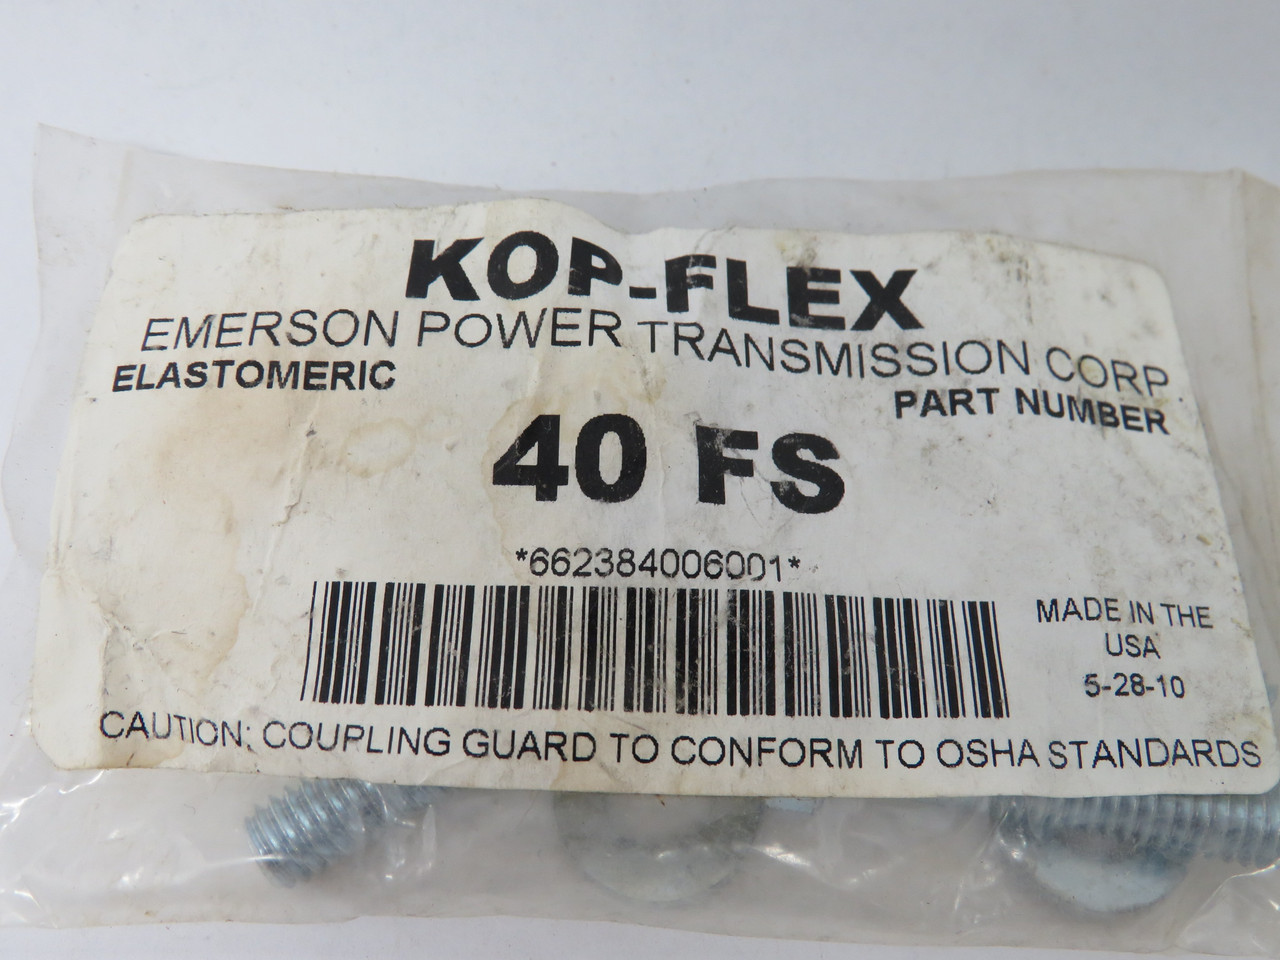 KOP-FLEX
EMERSON POWER TRANSMISSION CORP
ELASTOMERIC
PART NUMBER
40 FS
*662384006001*
MADE IN THE
USA
5-28-10
CAUTION: COUPLING GUARD TO CONFORM TO OSHA STANDARDS